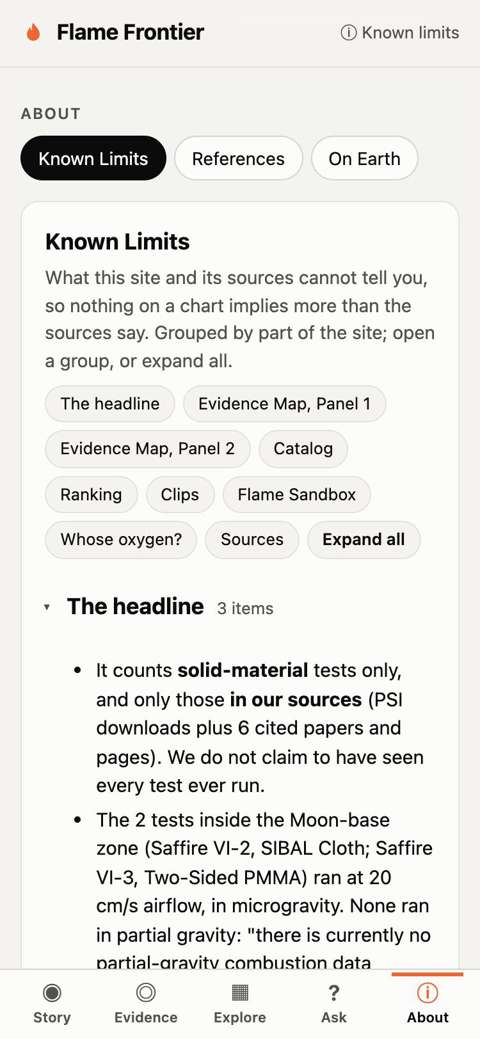 Flame Frontier
ⓘ Known limits
ABOUT
Known Limits
References
On Earth
Known Limits
What this site and its sources cannot tell you,
so nothing on a chart implies more than the
sources say. Grouped by part of the site; open
a group, or expand all.
The headline
Evidence Map, Panel 1
Evidence Map, Panel 2
Catalog
Ranking
Clips
Flame Sandbox
Whose oxygen?
Sources
Expand all
▾ The headline 3 items
• It counts solid-material tests only,
and only those in our sources (PSI
downloads plus 6 cited papers and
pages). We do not claim to have seen
every test ever run.
• The 2 tests inside the Moon-base
zone (Saffire VI-2, SIBAL Cloth; Saffire
VI-3, Two-Sided PMMA) ran at 20
cm/s airflow, in microgravity. None ran
in partial gravity: "there is currently no
partial-gravity combustion data
Story
Evidence
Explore
? Ask
ⓘ About